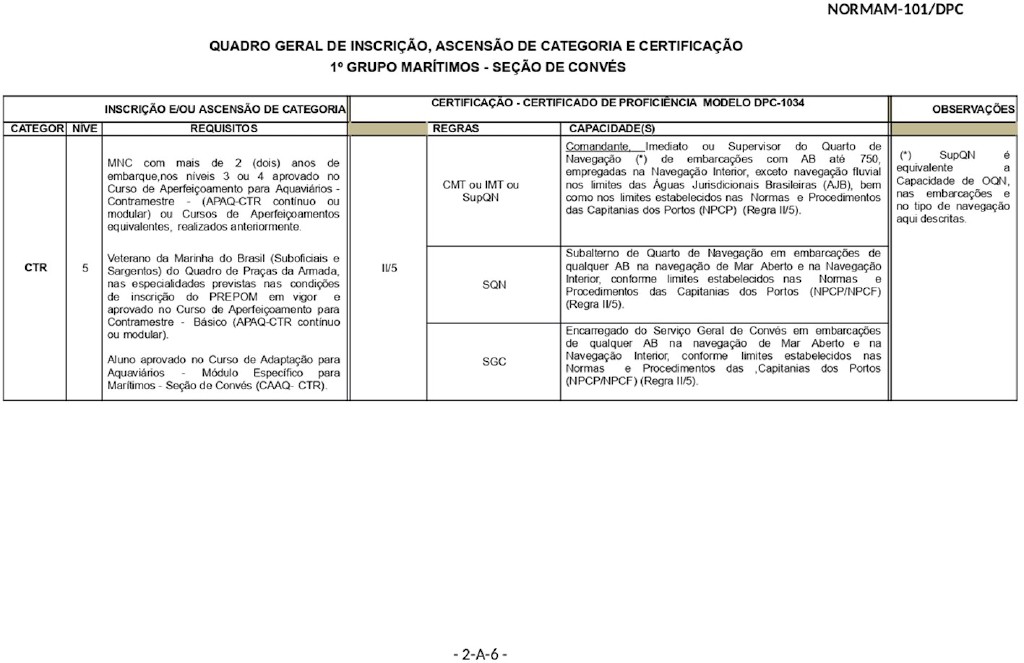 NORMAM-101/DPC
QUADRO GERAL DE INSCRIÇÃO, ASCENSÃO DE CATEGORIA E CERTIFICAÇÃO
1º GRUPO MARÍTIMOS - SEÇÃO DE CONVÉS
INSCRIÇÃO E/OU ASCENSÃO DE CATEGORIA
CERTIFICAÇÃO - CERTIFICADO DE PROFICIÊNCIA MODELO DPC-1034
OBSERVAÇÕES
CATEGOR
NÍVE
REQUISITOS
REGRAS
CAPACIDADE(S)
CTR
5
MNC com mais de 2 (dois) anos de
embarque,nos níveis 3 ou 4 aprovado no
Curso de Aperfeiçoamento para Aquaviários -
Contramestre - (APAQ-CTR contínuo ou
modular) ou Cursos de Aperfeiçoamentos
equivalentes, realizados anteriormente.
Veterano da Marinha do Brasil (Suboficiais e
Sargentos) do Quadro de Praças da Armada,
nas especialidades previstas nas condições
de inscrição do PREPOM em vigor e
aprovado no Curso de Aperfeiçoamento para
Contramestre - Básico (APAQ-CTR contínuo
ou modular).
Aluno aprovado no Curso de Adaptação para
Aquaviários - Módulo Específico para
Marítimos - Seção de Convés (CAAQ- CTR).
II/5
CMT ou IMT ou
SupQN
Comandante, Imediato ou Supervisor do Quarto de
Navegação (*) de embarcações com AB até 750,
empregadas na Navegação Interior, exceto navegação fluvial
nos limites das Águas Jurisdicionais Brasileiras (AJB), bem
como nos limites estabelecidos nas Normas e Procedimentos
das Capitanias dos Portos (NPCP) (Regra II/5).
(*) SupQN é
equivalente a
Capacidade de OQN,
nas embarcações e
no tipo de navegação
aqui descritas.
SQN
Subalterno de Quarto de Navegação em embarcações de
qualquer AB na navegação de Mar Aberto e na Navegação
Interior, conforme limites estabelecidos nas Normas e
Procedimentos das Capitanias dos Portos (NPCP/NPCF)
(Regra II/5).
SGC
Encarregado do Serviço Geral de Convés em embarcações
de qualquer AB na navegação de Mar Aberto e na
Navegação Interior, conforme limites estabelecidos nas
Normas e Procedimentos das ,Capitanias dos Portos
(NPCP/NPCF) (Regra II/5).
- 2-A-6 -